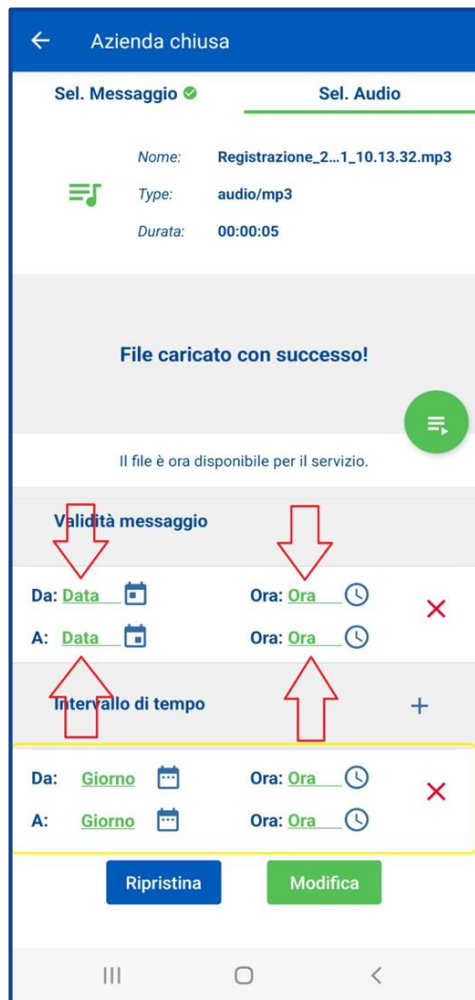 Azienda chiusa
Sel. Messaggio Sel. Audio
Nome: Registrazione_2...1_10.13.32.mp3
Type: audio/mp3
Durata: 00:00:05
File caricato con successo!
Il file è ora disponibile per il servizio.
Validità messaggio
Da: Data Ora: Ora
A: Data Ora: Ora
Intervallo di tempo
Da: Giorno Ora: Ora
A: Giorno Ora: Ora
Ripristina Modifica